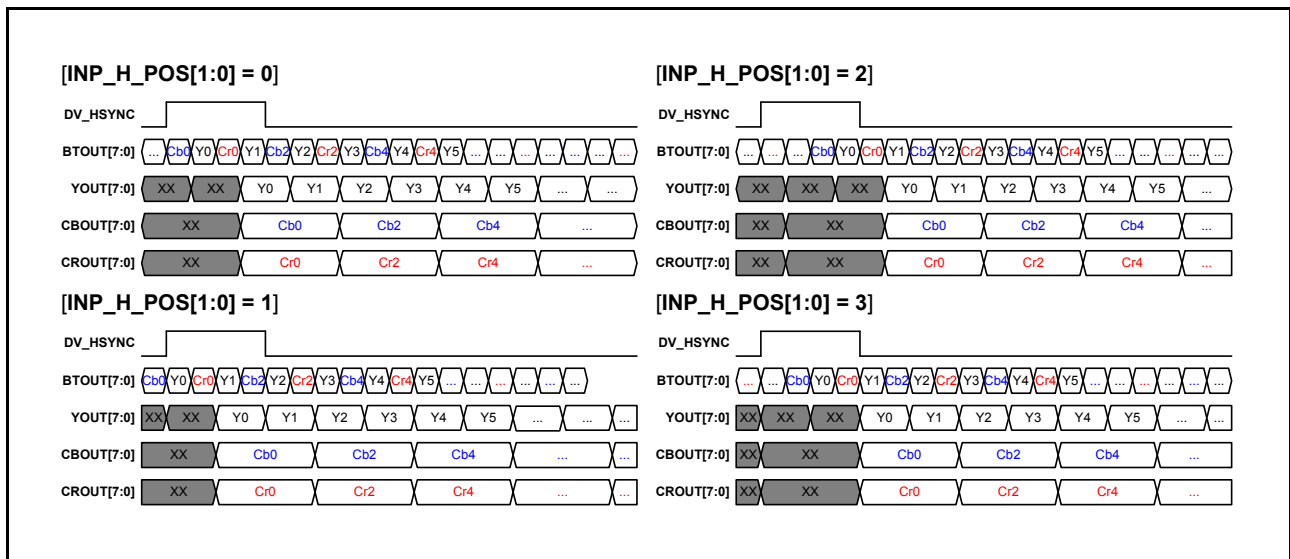 [INP_H_POS[1:0] = 0]
DV_HSYNC
BTOUT[7:0] ... Cb0 Y0 Cr0 Y1 Cb2 Y2 Cr2 Y3 Cb4 Y4 Cr4 Y5 ... ... ... ... ... ... ...
YOUT[7:0] XX XX Y0 Y1 Y2 Y3 Y4 Y5 ... ...
CBOUT[7:0] XX Cb0 Cb2 Cb4 ...
CROUT[7:0] XX Cr0 Cr2 Cr4 ...
[INP_H_POS[1:0] = 1]
DV_HSYNC
BTOUT[7:0] Cb0 Y0 Cr0 Y1 Cb2 Y2 Cr2 Y3 Cb4 Y4 Cr4 Y5 ... ... ... ... ... ...
YOUT[7:0] XX XX Y0 Y1 Y2 Y3 Y4 Y5 ... ... ...
CBOUT[7:0] XX Cb0 Cb2 Cb4 ... ...
CROUT[7:0] XX Cr0 Cr2 Cr4 ... ...
[INP_H_POS[1:0] = 2]
DV_HSYNC
BTOUT[7:0] ... ... ... Cb0 Y0 Cr0 Y1 Cb2 Y2 Cr2 Y3 Cb4 Y4 Cr4 Y5 ... ... ... ... ...
YOUT[7:0] XX XX XX Y0 Y1 Y2 Y3 Y4 Y5 ...
CBOUT[7:0] XX XX Cb0 Cb2 Cb4 ...
CROUT[7:0] XX XX Cr0 Cr2 Cr4 ...
[INP_H_POS[1:0] = 3]
DV_HSYNC
BTOUT[7:0] ... ... Cb0 Y0 Cr0 Y1 Cb2 Y2 Cr2 Y3 Cb4 Y4 Cr4 Y5 ... ... ... ... ... ...
YOUT[7:0] XX XX XX Y0 Y1 Y2 Y3 Y4 Y5 ... ...
CBOUT[7:0] XX XX Cb0 Cb2 Cb4 ...
CROUT[7:0] XX XX Cr0 Cr2 Cr4 ...